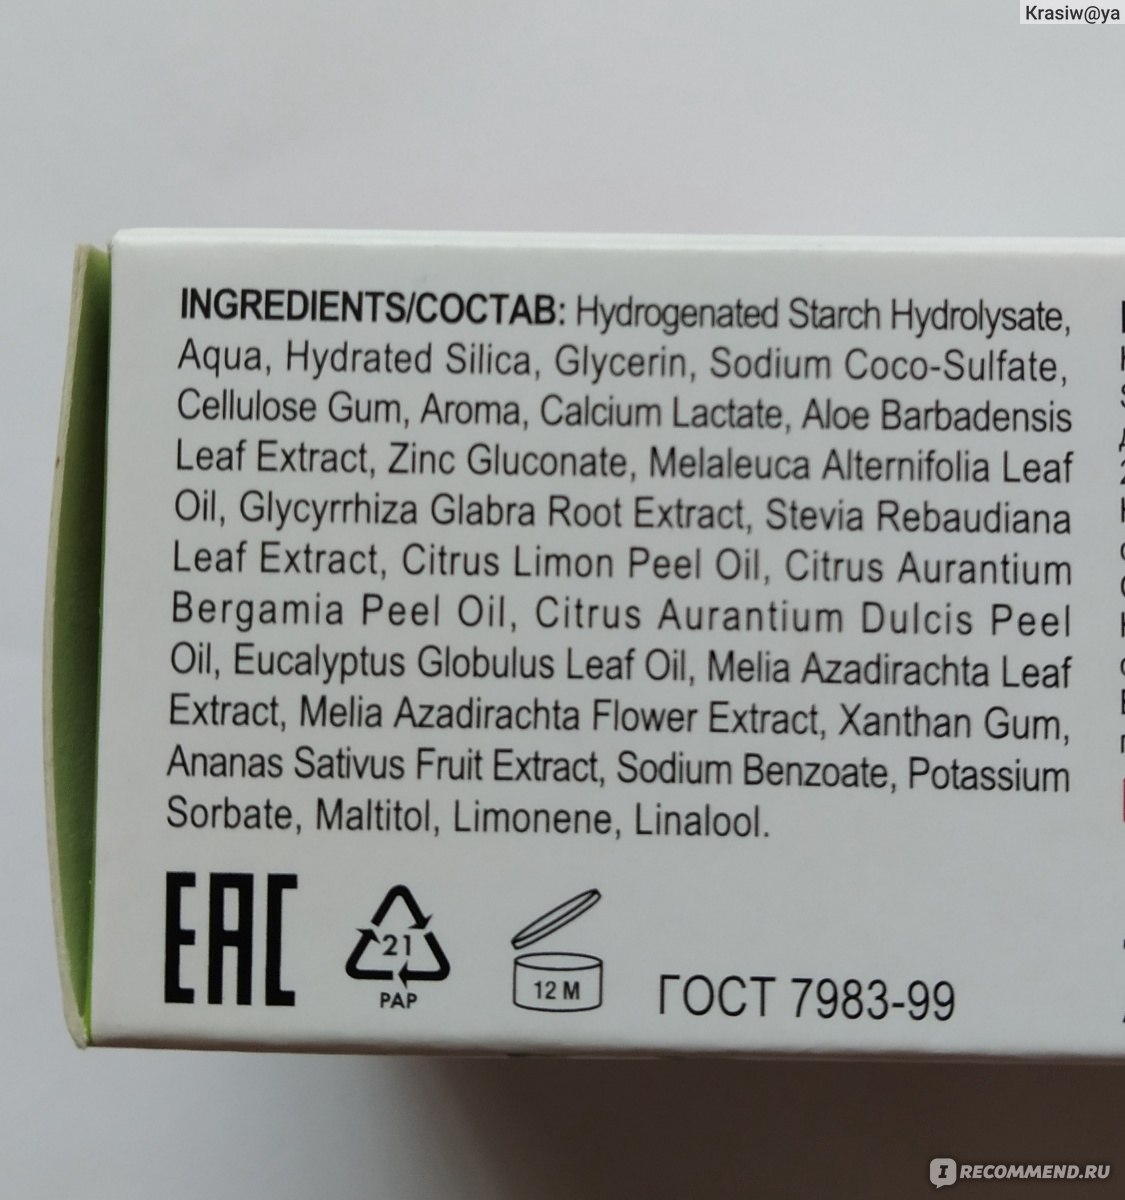 Krasiw@ya
INGREDIENTS/СОСТАВ: Hydrogenated Starch Hydrolysate,
Aqua, Hydrated Silica, Glycerin, Sodium Coco-Sulfate,
Cellulose Gum, Aroma, Calcium Lactate, Aloe Barbadensis
Leaf Extract, Zinc Gluconate, Melaleuca Alternifolia Leaf
Oil, Glycyrrhiza Glabra Root Extract, Stevia Rebaudiana
Leaf Extract, Citrus Limon Peel Oil, Citrus Aurantium
Bergamia Peel Oil, Citrus Aurantium Dulcis Peel
Oil, Eucalyptus Globulus Leaf Oil, Melia Azadirachta Leaf
Extract, Melia Azadirachta Flower Extract, Xanthan Gum,
Ananas Sativus Fruit Extract, Sodium Benzoate, Potassium
Sorbate, Maltitol, Limonene, Linalool.
EAC
21
PAP
12 M
ГОСТ 7983-99
IRECOMMEND.RU